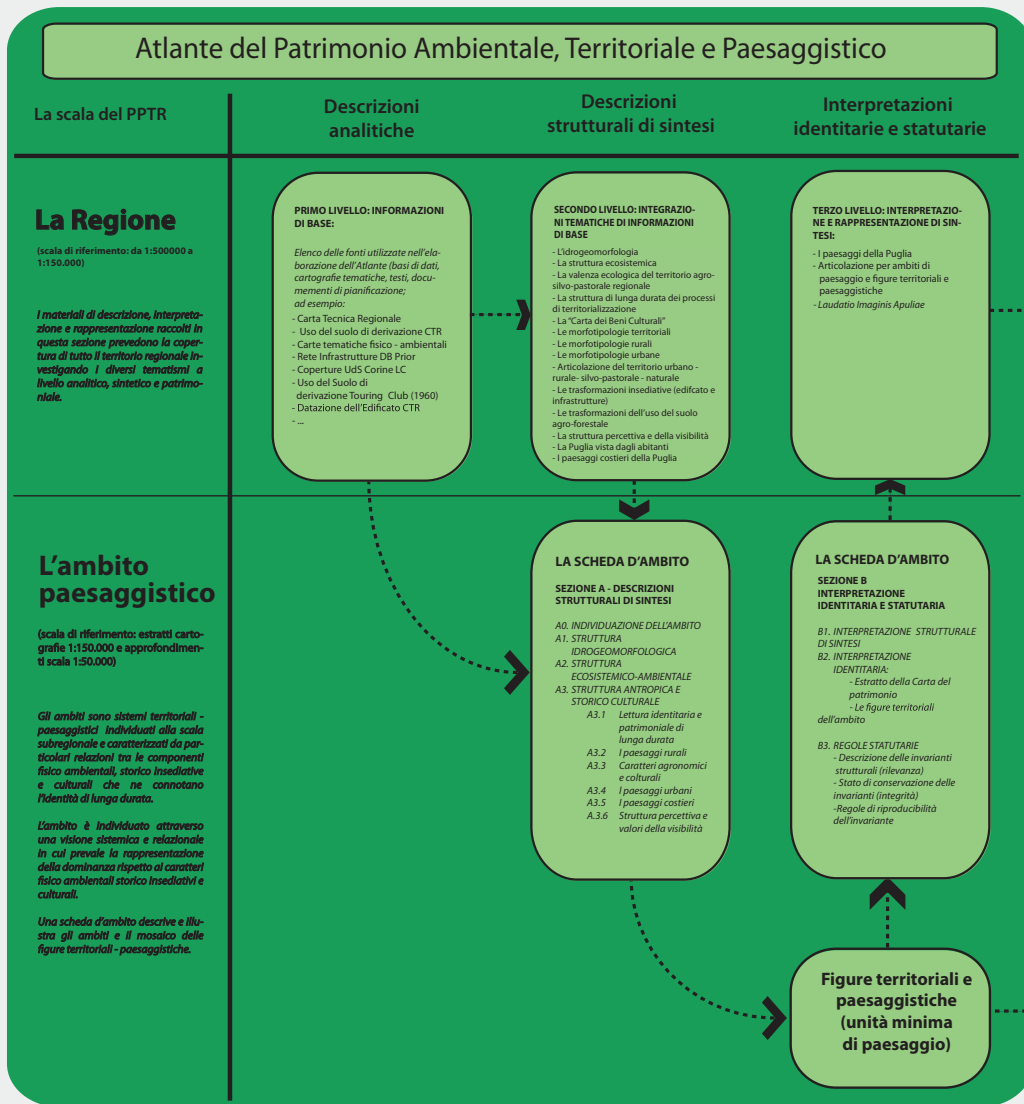 Atlante del Patrimonio Ambientale, Territoriale e Paesaggistico
La scala del PPTR
Descrizioni
analitiche
Descrizioni
strutturali di sintesi
Interpretazioni
identitarie e statutarie
La Regione
(scala di riferimento: da 1:500000 a
1:150.000)
I materiali di descrizione, interpreta-
zione e rappresentazione raccolti in
questa sezione prevedono la coper-
tura di tutto il territorio regionale in-
vestigando i diversi tematismi a
livello analitico, sintetico e patrimo-
niale.
PRIMO LIVELLO: INFORMAZIONI
DI BASE:
Elenco delle fonti utilizzate nell'ela-
borazione dell'Atlante (basi di dati,
cartografie tematiche, testi, docu-
mementi di pianificazione;
ad esempio:
- Carta Tecnica Regionale
- Uso del suolo di derivazione CTR
- Carte tematiche fisico - ambientali
- Rete Infrastrutture DB Prior
- Coperture UdS Corine LC
- Uso del Suolo di
derivazione Touring Club (1960)
- Datazione dell'Edificato CTR
- ...
SECONDO LIVELLO: INTEGRAZIO-
NI TEMATICHE DI INFORMAZIONI
DI BASE
- L'idrogeomorfologia
- La struttura ecosistemica
- La valenza ecologica del territorio agro-
silvo-pastorale regionale
- La struttura di lunga durata dei processi
di territorializzazione
- La "Carta dei Beni Culturali"
- Le morfotipologie territoriali
- Le morfotipologie rurali
- Le morfotipologie urbane
- Articolazione del territorio urbano -
rurale- silvo-pastorale - naturale
- Le trasformazioni insediative (edifcato e
infrastrutture)
- Le trasformazioni dell'uso del suolo
agro-forestale
- La struttura percettiva e della visibilità
- La Puglia vista dagli abitanti
- I paesaggi costieri della Puglia
TERZO LIVELLO: INTERPRETAZIO-
NE E RAPPRESENTAZIONE DI SIN-
TESI:
- I paesaggi della Puglia
- Articolazione per ambiti di
paesaggio e figure territoriali e
paesaggistiche
- Laudatio Imaginis Apuliae
L'ambito
paesaggistico
(scala di riferimento: estratti carto-
grafie 1:150.000 e approfondimen-
ti scala 1:50.000)
Gli ambiti sono sistemi territoriali -
paesaggistici individuati alla scala
subregionale e caratterizzati da par-
ticolari relazioni tra le componenti
fisico ambientali, storico insediative
e culturali che ne connotano
l'identità di lunga durata.
L'ambito è individuato attraverso
una visione sistemica e relazionale
in cui prevale la rappresentazione
della dominanza rispetto ai caratteri
fisico ambientali storico insediativi e
culturali.
Una scheda d'ambito descrive e illu-
stra gli ambiti e il mosaico delle
figure territoriali - paesaggistiche.
LA SCHEDA D'AMBITO
SEZIONE A - DESCRIZIONI
STRUTTURALI DI SINTESI
A0. INDIVIDUAZIONE DELL'AMBITO
A1. STRUTTURA
IDROGEOMORFOLOGICA
A2. STRUTTURA
ECOSISTEMICO-AMBIENTALE
A3. STRUTTURA ANTROPICA E
STORICO CULTURALE
A3.1 Lettura identitaria e
patrimoniale di
lunga durata
A3.2 I paesaggi rurali
A3.3 Caratteri agronomici
e colturali
A3.4 I paesaggi urbani
A3.5 I paesaggi costieri
A.3.6 Struttura percettiva e
valori della visibilità
LA SCHEDA D'AMBITO
SEZIONE B
INTERPRETAZIONE
IDENTITARIA E STATUTARIA
B1. INTERPRETAZIONE STRUTTURALE
DI SINTESI
B2. INTERPRETAZIONE
IDENTITARIA:
- Estratto della Carta del
patrimonio
- Le figure territoriali
dell'ambito
B3. REGOLE STATUTARIE
- Descrizione delle invarianti
strutturali (rilevanza)
- Stato di conservazione delle
invarianti (integrità)
-Regole di riproducibilità
dell'invariante
Figure territoriali e
paesaggistiche
(unità minima
di paesaggio)